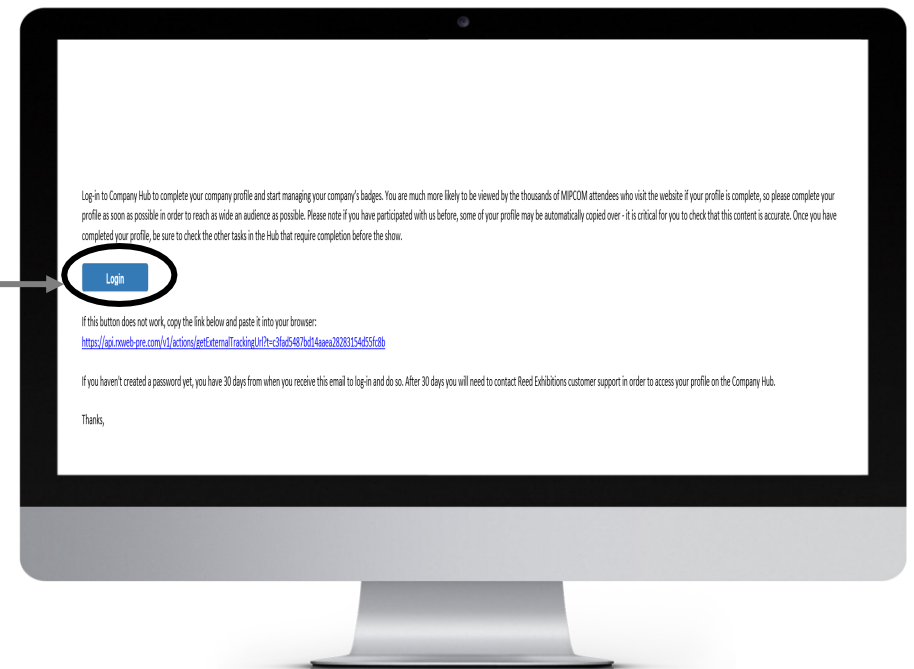 Log-in to Company Hub to complete your company profile and start managing your company's badges. You are much more likely to be viewed by the thousands of MIPCOM attendees who visit the website if your profile is complete, so please complete your
profile as soon as possible in order to reach as wide an audience as possible. Please note if you have participated with us before, some of your profile may be automatically copied over - it is critical for you to check that this content is accurate. Once you have
completed your profile, be sure to check the other tasks in the Hub that require completion before the show.
Login
If this button does not work, copy the link below and paste it into your browser:
https://api.rxweb-pre.com/v1/actions/getExternalTrackingUrl?t=c3fad5487bd14aaea28283154d55fc8b
If you haven't created a password yet, you have 30 days from when you receive this email to log-in and do so. After 30 days you will need to contact Reed Exhibitions customer support in order to access your profile on the Company Hub.
Thanks,